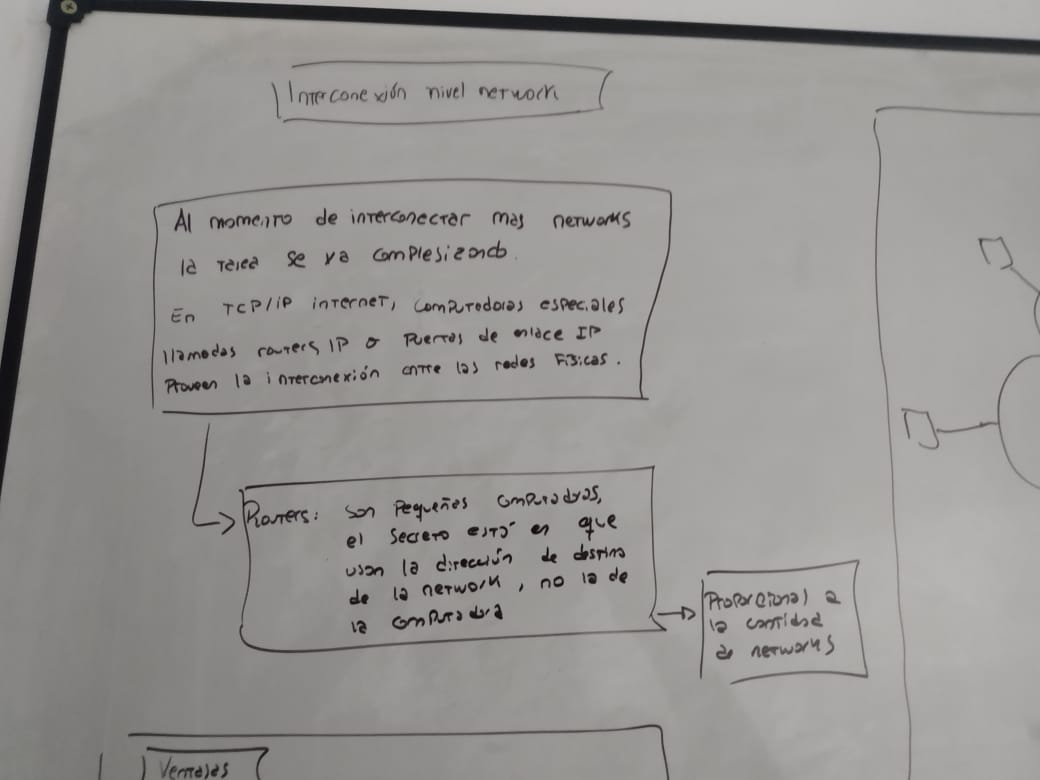 Interconexión nivel network
Al momento de interconectar mas networks
la tarea se va complesizando.
En TCP/IP internet, computadoras especiales
llamadas routers IP o Puertas de enlace IP
Proveen la interconexión entre las redes Fisicas.
Routers: son Pequeñas computadoras,
el secreto está en que
usan la dirección de destino
de la network, no la de
la computadora
Proporcional a
la cantidad
de networks
Ventajas